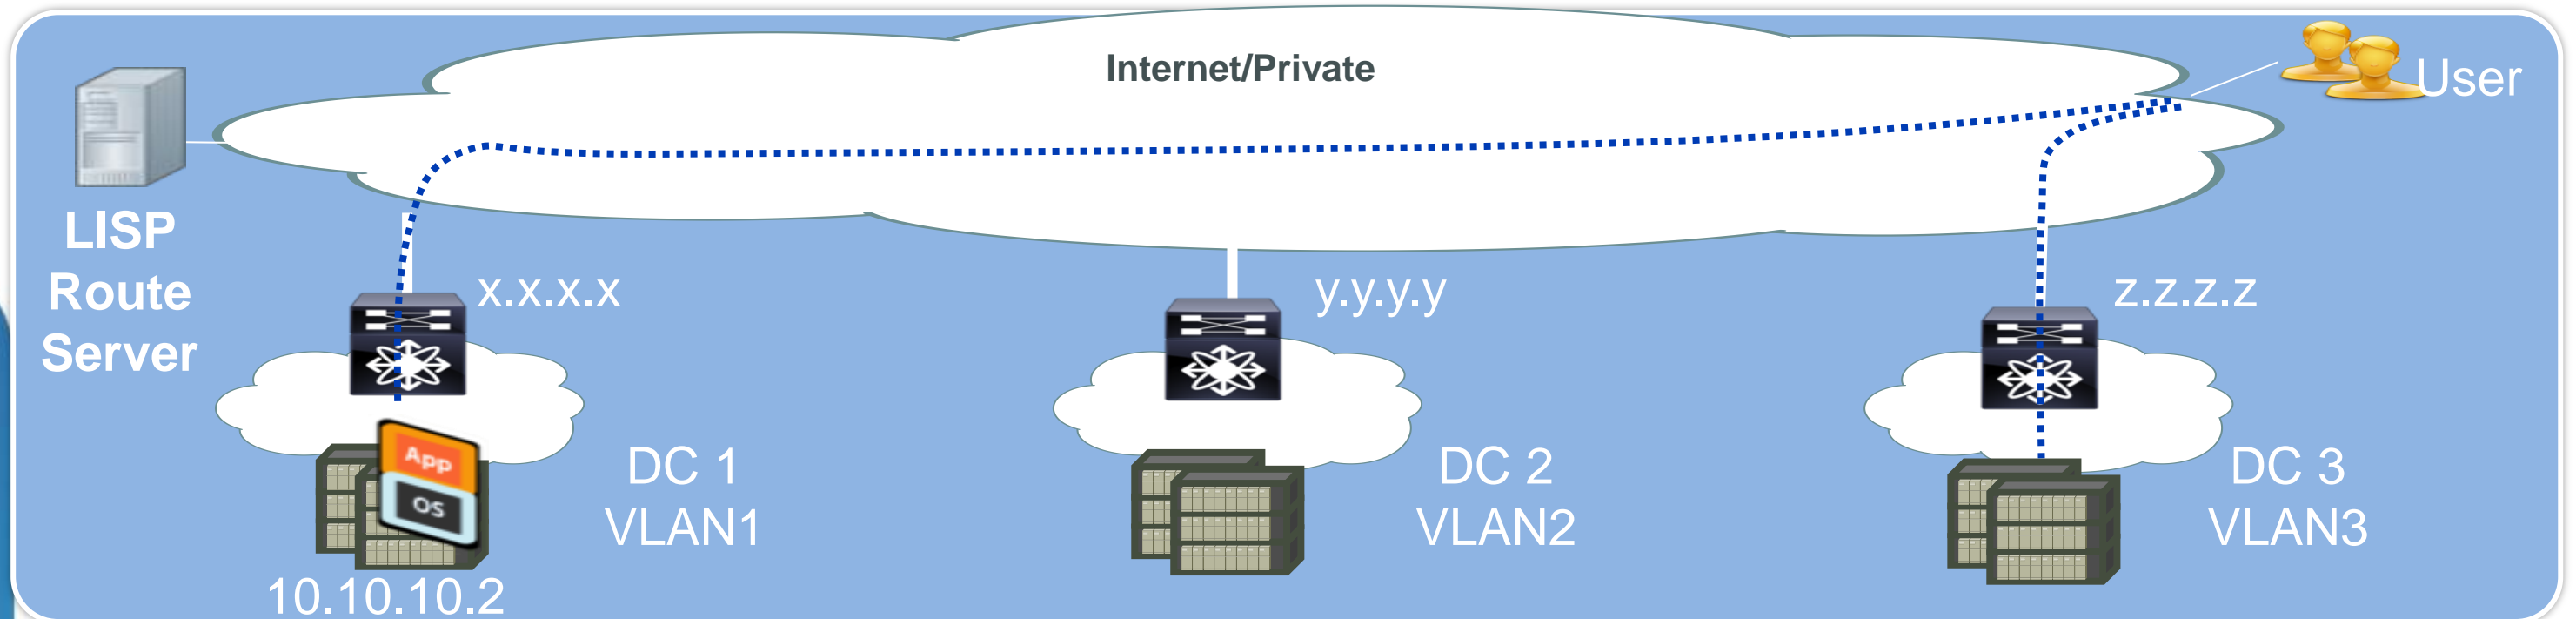 Internet/Private
User
LISP
Route
Server
x.x.x.x
y.y.y.y
z.z.z.z
App
OS
DC 1
VLAN1
DC 2
VLAN2
DC 3
VLAN3
10.10.10.2